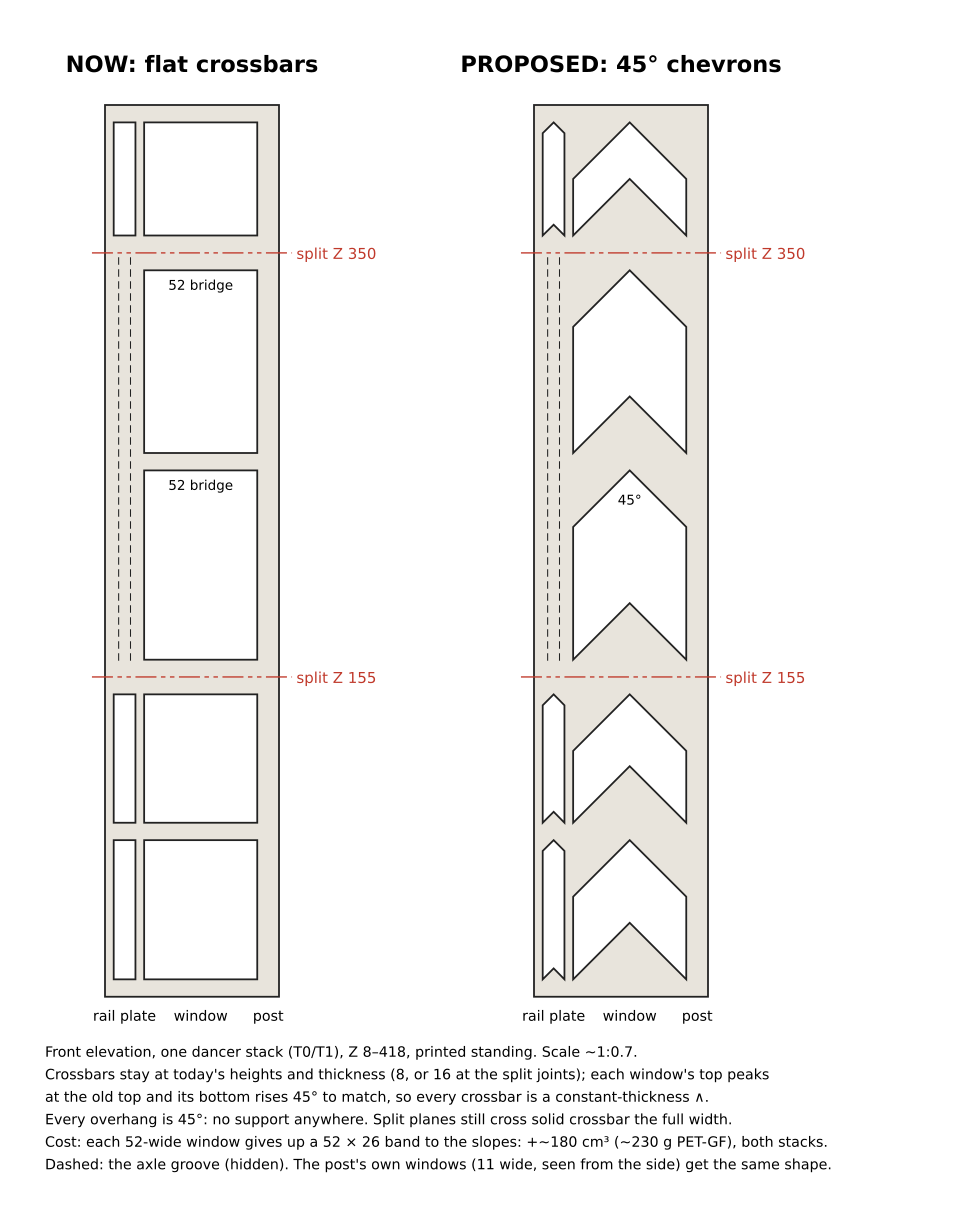 NOW: flat crossbars
PROPOSED: 45° chevrons
split Z 350
split Z 350
52 bridge
52 bridge
45°
split Z 155
split Z 155
rail plate window post
rail plate window post
Front elevation, one dancer stack (T0/T1), Z 8–418, printed standing. Scale ~1:0.7.
Crossbars stay at today's heights and thickness (8, or 16 at the split joints); each window's top peaks
at the old top and its bottom rises 45° to match, so every crossbar is a constant-thickness ∧.
Every overhang is 45°: no support anywhere. Split planes still cross solid crossbar the full width.
Cost: each 52-wide window gives up a 52 × 26 band to the slopes: +~180 cm³ (~230 g PET-GF), both stacks.
Dashed: the axle groove (hidden). The post's own windows (11 wide, seen from the side) get the same shape.